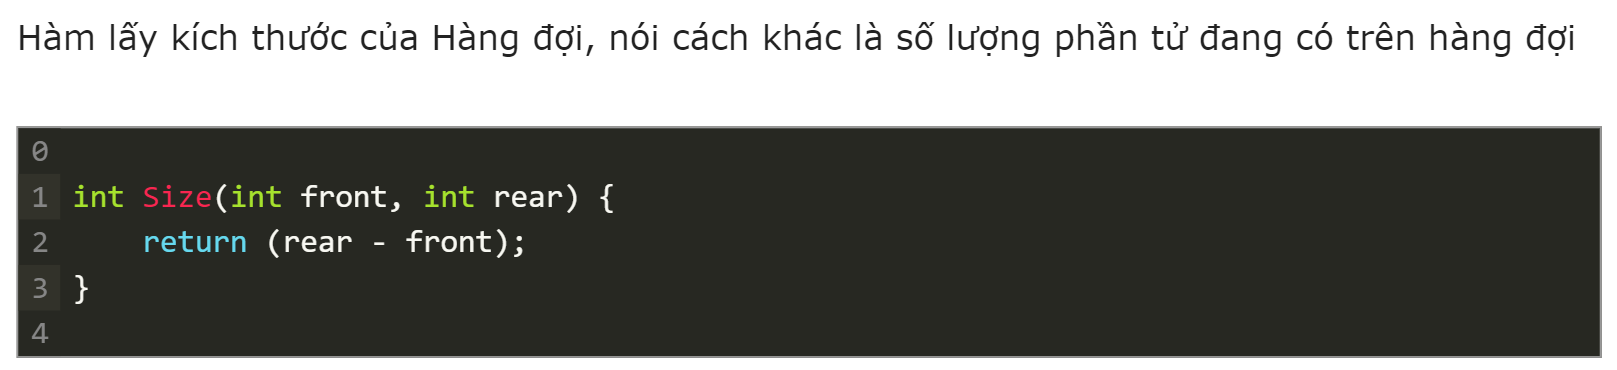 Hàm lấy kích thước của Hàng đợi, nói cách khác là số lượng phần tử đang có trên hàng đợi
0
1 int Size(int front, int rear) {
2     return (rear - front);
3 }
4